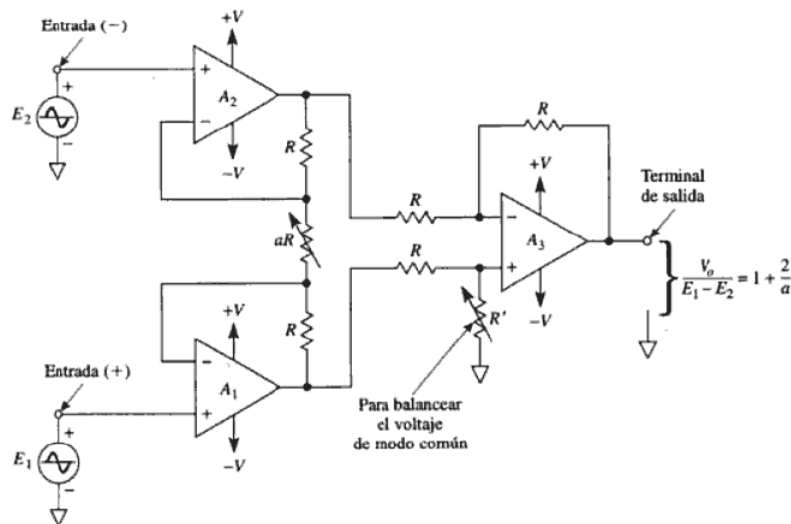 Entrada (−)
+V
+
E₂
−
+
A₂
−
−V
R
aR
R
+V
−
A₁
+
−V
Entrada (+)
+
E₁
−
R
R
R
+V
−
A₃
+
−V
R'
Para balancear
el voltaje
de modo común
Terminal
de salida
Vₒ / (E₁ − E₂) = 1 + 2/a